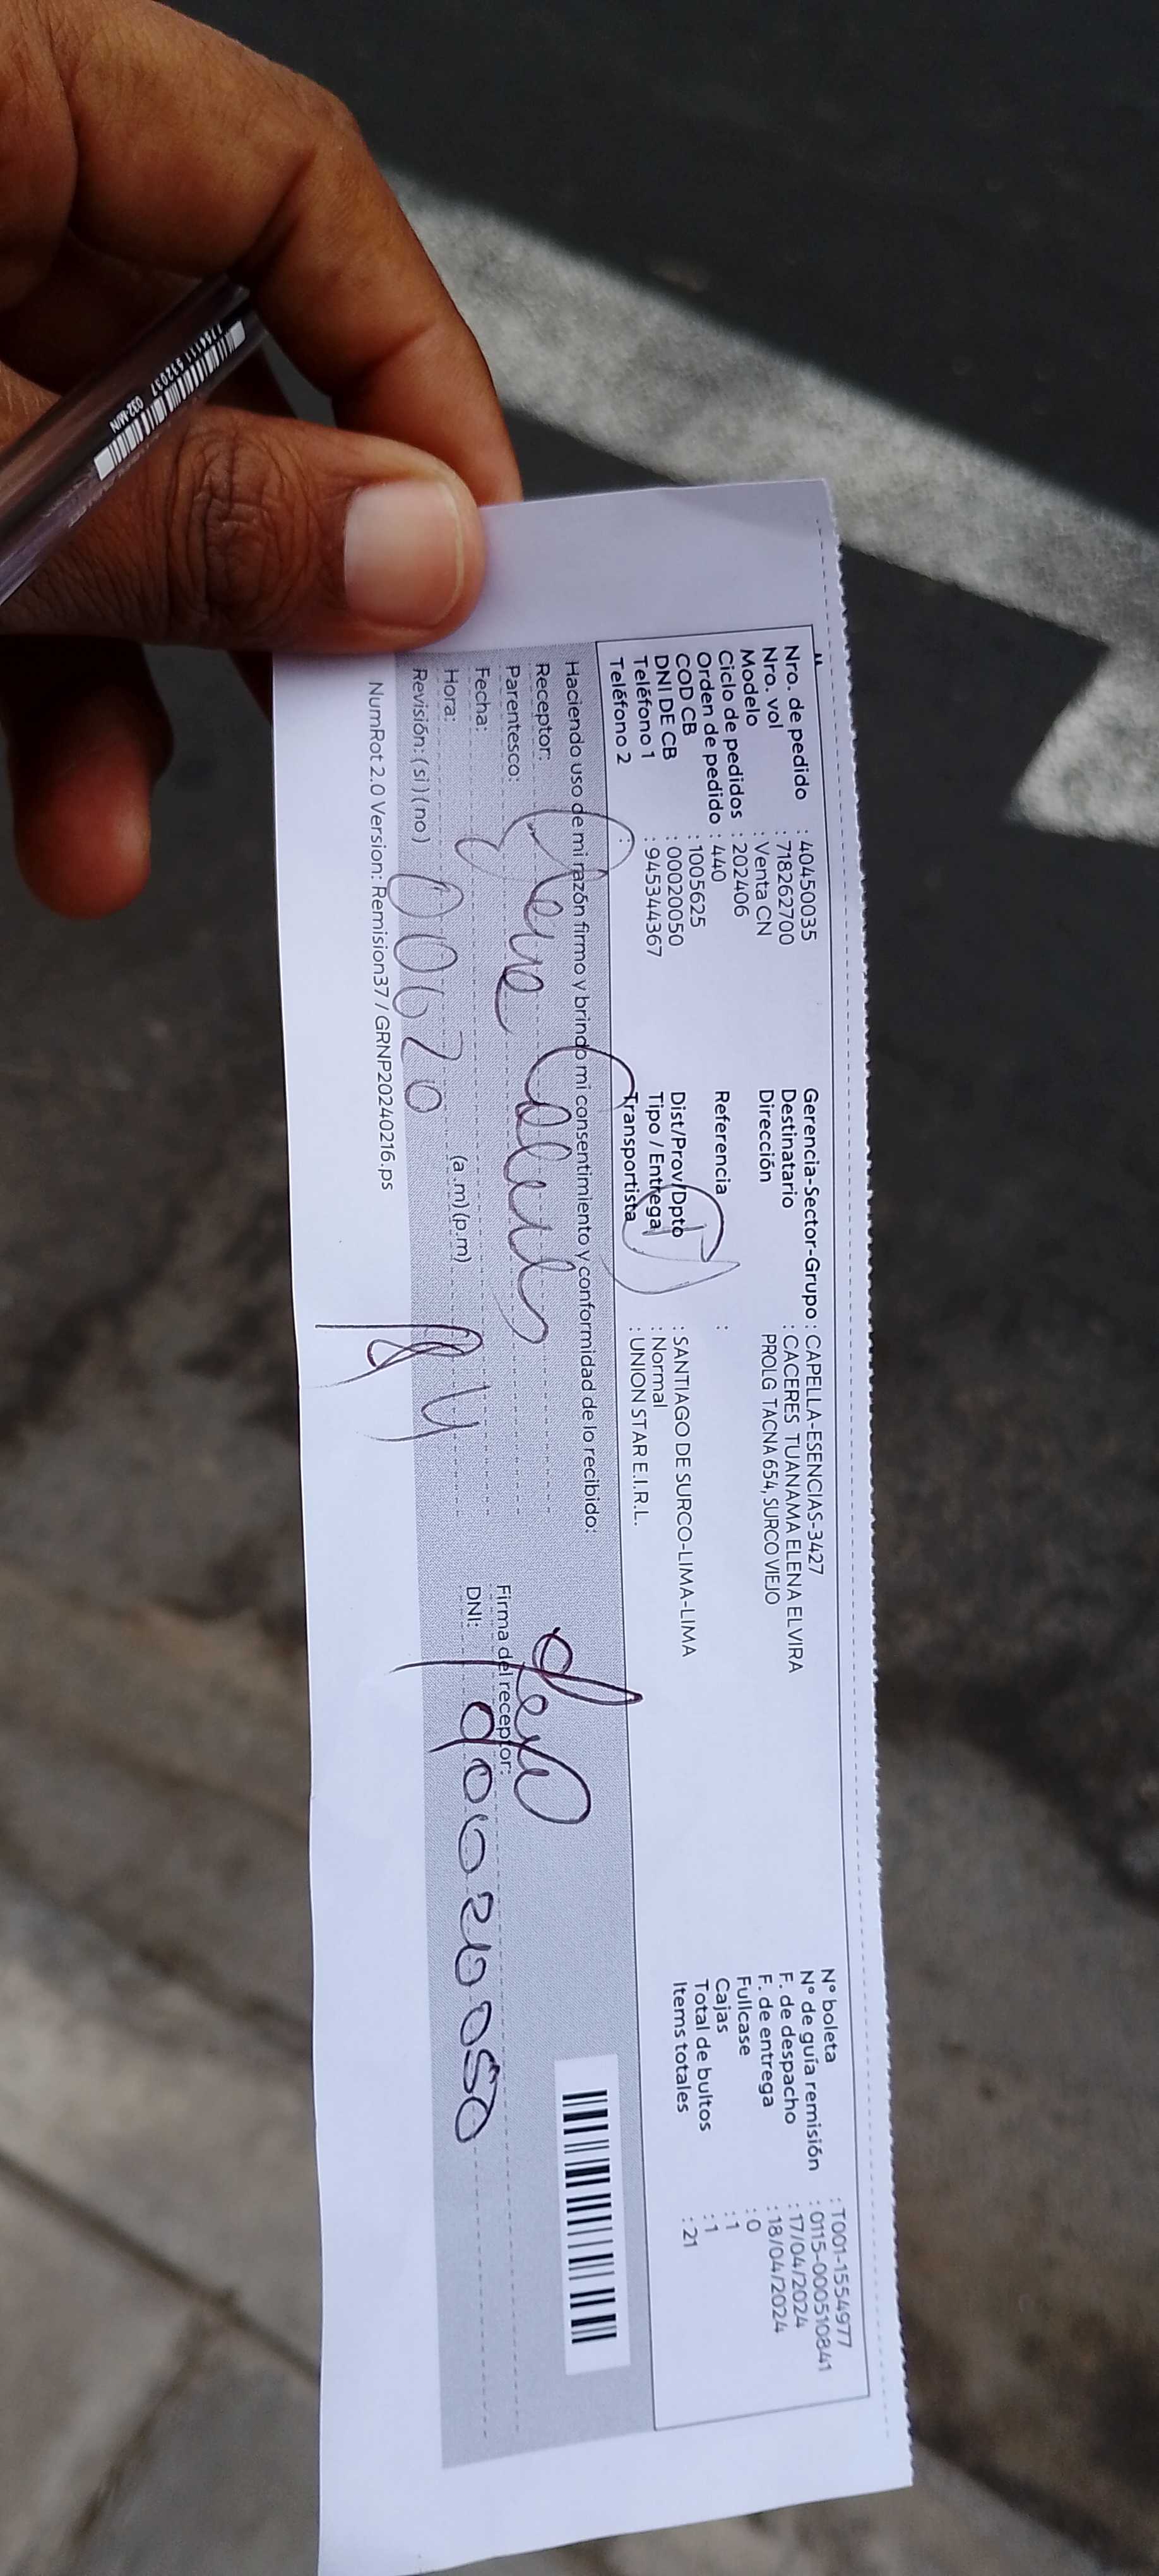 Nro. de pedido : 40450035
Nro. vol : 718262700
Modelo : Venta CN
Ciclo de pedidos : 202406
Orden de pedido : 440
COD CB : 1005625
DNI DE CB : 00020050
Teléfono 1 : 945344367
Teléfono 2 :
Gerencia-Sector-Grupo : CAPELLA-ESENCIAS-3427
Destinatario : CACERES TUANAMA ELENA ELVIRA
Dirección PROLG TACNA 654, SURCO VIEJO
Referencia :
Dist/Prov/Dpto : SANTIAGO DE SURCO-LIMA-LIMA
Tipo / Entrega : Normal
Transportista : UNION STAR E.I.R.L.
N° boleta : T001-1554977
N° de guía remisión : 0115-000510841
F. de despacho : 17/04/2024
F. de entrega : 18/04/2024
Fullcase : 0
Cajas : 1
Total de bultos : 1
Items totales : 21
Haciendo uso de mi razón firmo y brindo mi consentimiento y conformidad de lo recibido:
Receptor:
Parentesco:
Fecha:
Hora: (a.m) (p.m)
Revisión: (si) (no)
Firma del receptor:
DNI: 00020050
NumRot 2.0 Version: Remision37 / GRNP20240216.ps
032-M/N